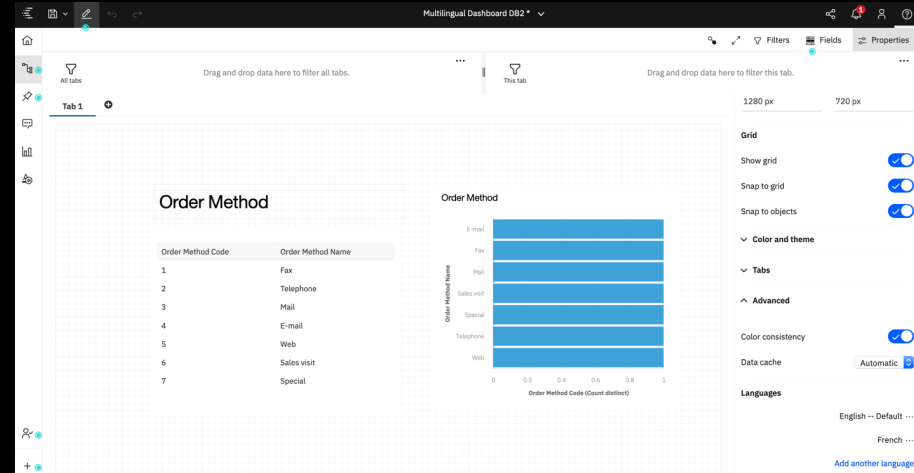 Multilingual Dashboard DB2 *
1
Filters
Fields
Properties
All tabs
Drag and drop data here to filter all tabs.
This tab
Drag and drop data here to filter this tab.
Tab 1
1280 px
720 px
Grid
Show grid
Snap to grid
Snap to objects
Color and theme
Tabs
Advanced
Color consistency
Data cache
Automatic
Languages
English -- Default
French
Add another language
Order Method
Order Method Code Order Method Name
1 Fax
2 Telephone
3 Mail
4 E-mail
5 Web
6 Sales visit
7 Special
Order Method
Order Method Name
E-mail
Fax
Mail
Sales visit
Special
Telephone
Web
0 0.2 0.4 0.6 0.8 1
Order Method Code (Count distinct)